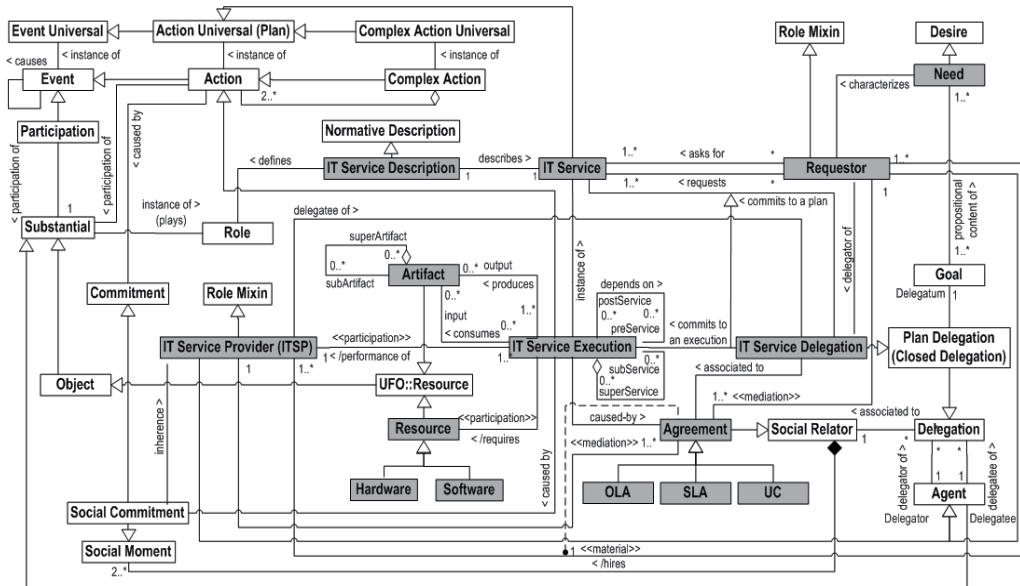 Event Universal
Action Universal (Plan)
Complex Action Universal
Role Mixin
Desire
< causes
< instance of
< instance of
< instance of
Event
Action
Complex Action
Need
< characterizes
2..*
1..*
Participation
Normative Description
< caused by
< participation of
< participation of
< defines
IT Service Description
describes >
IT Service
1..*
< asks for
*
Requestor
1..*
1
1
1..*
< requests
*
1
1
instance of >
(plays)
delegatee of >
< commits to a plan
Substantial
Role
propositional
content of >
superArtifact
0..*
0..*
Artifact
0..*
output
instance of >
depends on >
< delegator of
1..*
Goal
subArtifact
< produces
postService
0..*
0..*
0..*
Delegatum
1
Commitment
Role Mixin
input
1..*
0..*
preService
< commits to
an execution
< consumes
Plan Delegation
(Closed Delegation)
IT Service Provider (ITSP)
<<participation>>
IT Service Execution
IT Service Delegation
1
< /performance of
1..*
1
1..*
0..*
subService
< associated to
Object
UFO::Resource
0..*
superService
1..*
<<mediation>>
inherence >
<<participation>>
< associated to
Resource
caused-by >
Agreement
Social Relator
1
*
Delegation
< /requires
<<mediation>>
1..*
< caused by
delegator of >
*
*
delegatee of >
1
1
Hardware
Software
OLA
SLA
UC
Agent
Social Commitment
Delegator
Delegatee
Social Moment
1
<<material>>
2..*
< /hires